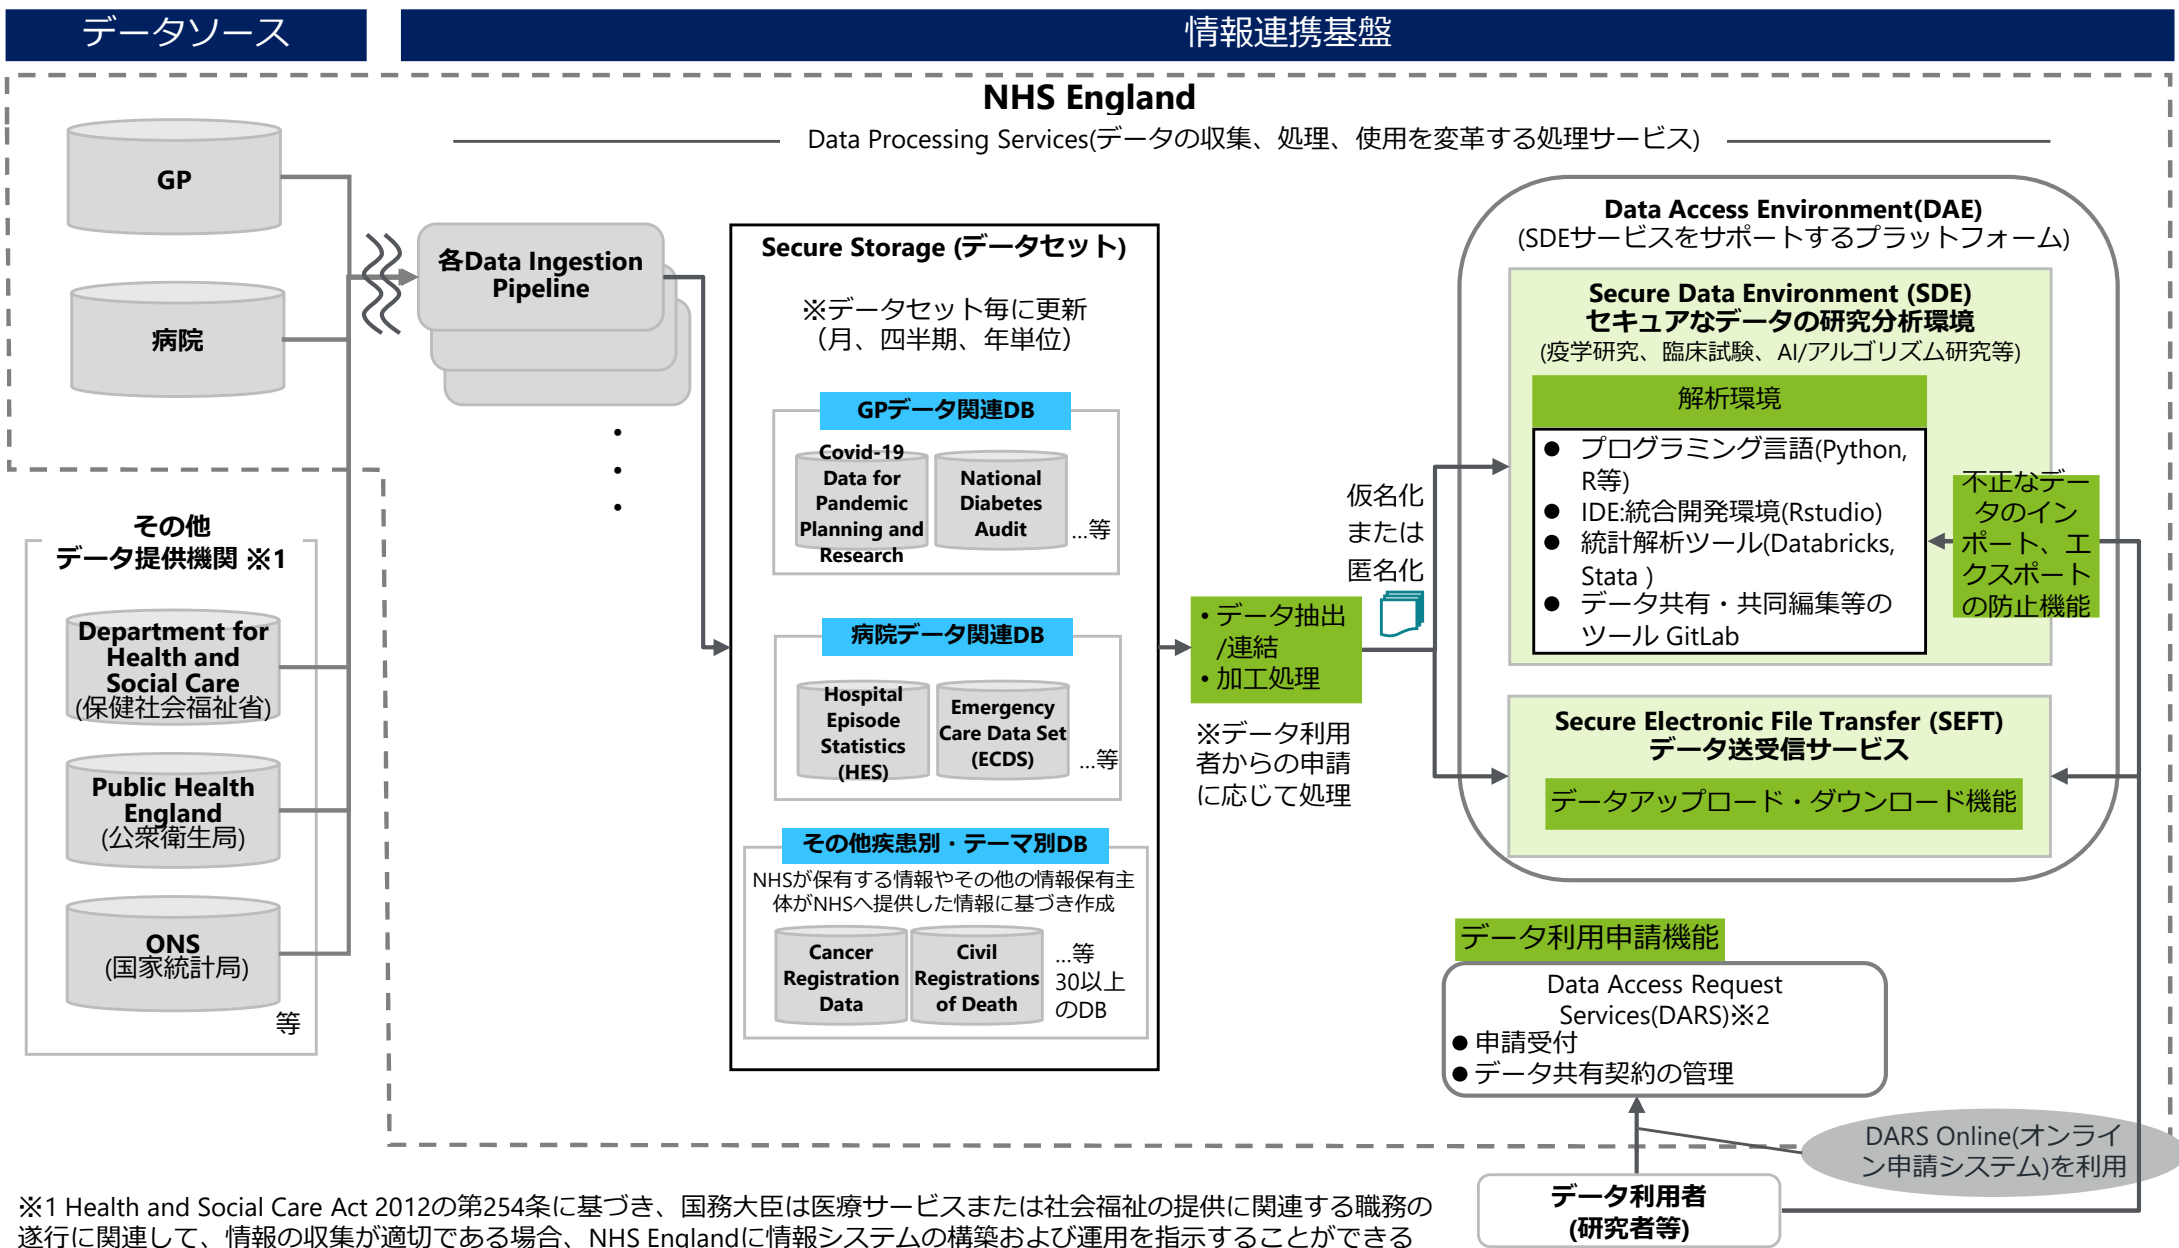 データソース
情報連携基盤
NHS England
Data Processing Services(データの収集、処理、使用を変革する処理サービス)
GP
病院
その他
データ提供機関 ※1
Department for
Health and
Social Care
(保健社会福祉省)
Public Health
England
(公衆衛生局)
ONS
(国家統計局)
等
各Data Ingestion
Pipeline
・
・
・
Secure Storage (データセット)
※データセット毎に更新
（月、四半期、年単位）
GPデータ関連DB
Covid-19
Data for
Pandemic
Planning and
Research
National
Diabetes
Audit
…等
病院データ関連DB
Hospital
Episode
Statistics
(HES)
Emergency
Care Data Set
(ECDS)
…等
その他疾患別・テーマ別DB
NHSが保有する情報やその他の情報保有主
体がNHSへ提供した情報に基づき作成
Cancer
Registration
Data
Civil
Registrations
of Death
…等
30以上
のDB
• データ抽出
/連結
• 加工処理
※データ利用
者からの申請
に応じて処理
仮名化
または
匿名化
Data Access Environment(DAE)
(SDEサービスをサポートするプラットフォーム)
Secure Data Environment (SDE)
セキュアなデータの研究分析環境
(疫学研究、臨床試験、AI/アルゴリズム研究等)
解析環境
● プログラミング言語(Python,
R等)
● IDE:統合開発環境(Rstudio)
● 統計解析ツール(Databricks,
Stata )
● データ共有・共同編集等の
ツール GitLab
不正なデー
タのイン
ポート、エ
クスポート
の防止機能
Secure Electronic File Transfer (SEFT)
データ送受信サービス
データアップロード・ダウンロード機能
データ利用申請機能
Data Access Request
Services(DARS)※2
● 申請受付
● データ共有契約の管理
DARS Online(オンライ
ン申請システム)を利用
データ利用者
(研究者等)
※1 Health and Social Care Act 2012の第254条に基づき、国務大臣は医療サービスまたは社会福祉の提供に関連する職務の
遂行に関連して、情報の収集が適切である場合、NHS Englandに情報システムの構築および運用を指示することができる